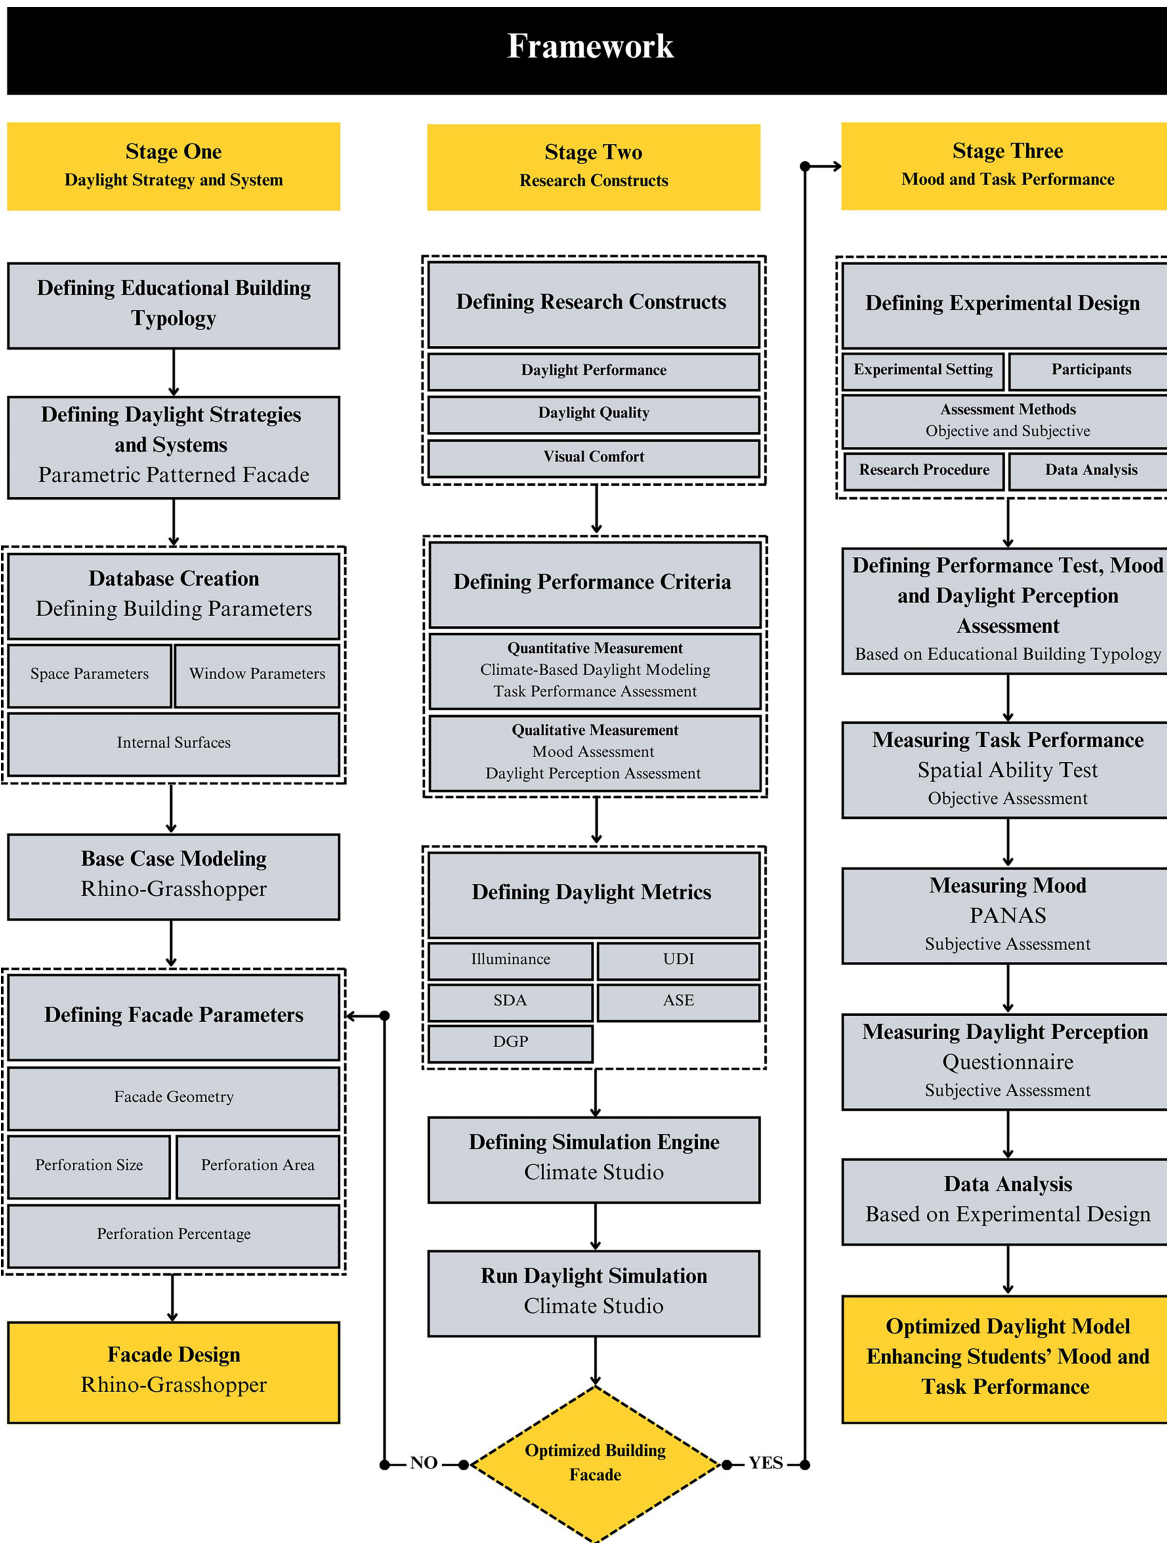 Framework
Stage One
Daylight Strategy and System
Defining Educational Building
Typology
Defining Daylight Strategies
and Systems
Parametric Patterned Facade
Database Creation
Defining Building Parameters
Space Parameters
Window Parameters
Internal Surfaces
Base Case Modeling
Rhino-Grasshopper
Defining Facade Parameters
Facade Geometry
Perforation Size
Perforation Area
Perforation Percentage
Facade Design
Rhino-Grasshopper
Stage Two
Research Constructs
Defining Research Constructs
Daylight Performance
Daylight Quality
Visual Comfort
Defining Performance Criteria
Quantitative Measurement
Climate-Based Daylight Modeling
Task Performance Assessment
Qualitative Measurement
Mood Assessment
Daylight Perception Assessment
Defining Daylight Metrics
Illuminance
UDI
SDA
ASE
DGP
Defining Simulation Engine
Climate Studio
Run Daylight Simulation
Climate Studio
Optimized Building
Facade
NO
YES
Stage Three
Mood and Task Performance
Defining Experimental Design
Experimental Setting
Participants
Assessment Methods
Objective and Subjective
Research Procedure
Data Analysis
Defining Performance Test, Mood
and Daylight Perception
Assessment
Based on Educational Building Typology
Measuring Task Performance
Spatial Ability Test
Objective Assessment
Measuring Mood
PANAS
Subjective Assessment
Measuring Daylight Perception
Questionnaire
Subjective Assessment
Data Analysis
Based on Experimental Design
Optimized Daylight Model
Enhancing Students’ Mood and
Task Performance